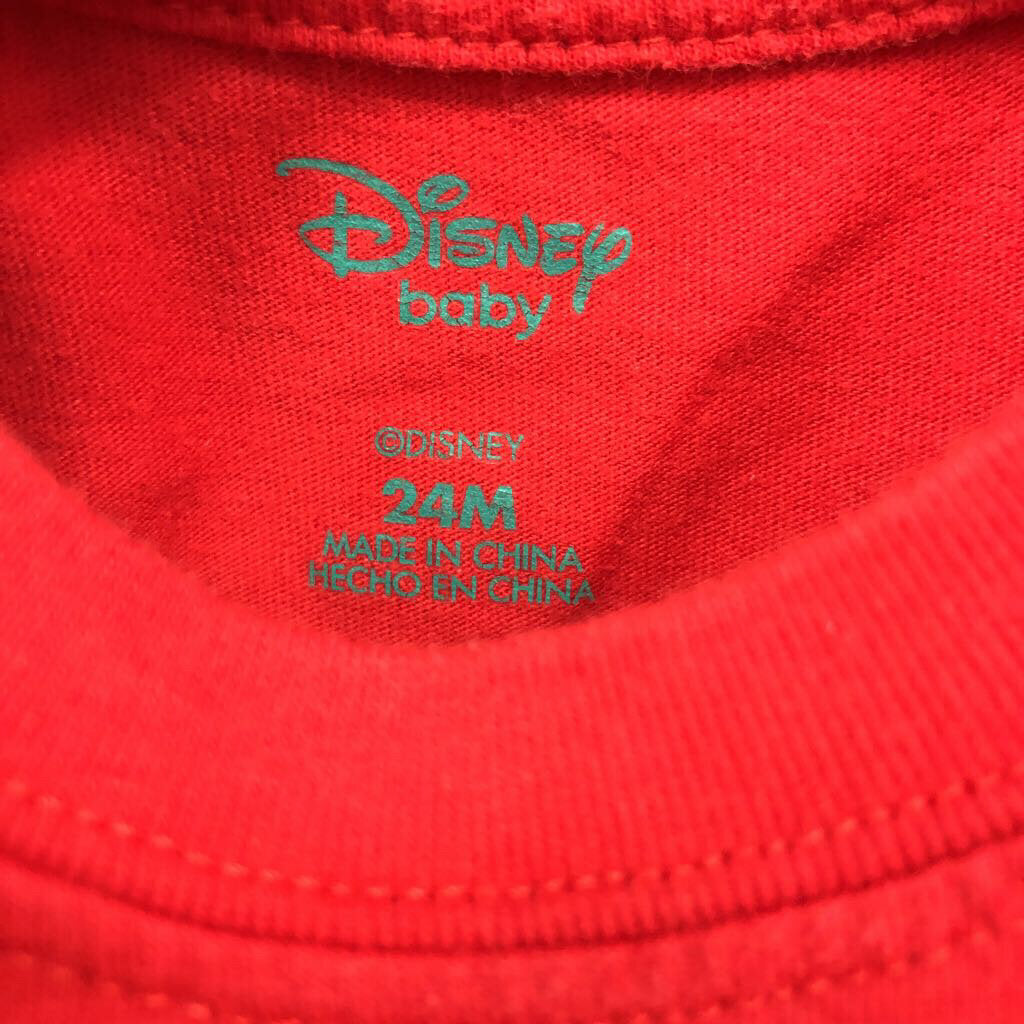 Disney
baby
©DISNEY
24M
MADE IN CHINA
HECHO EN CHINA